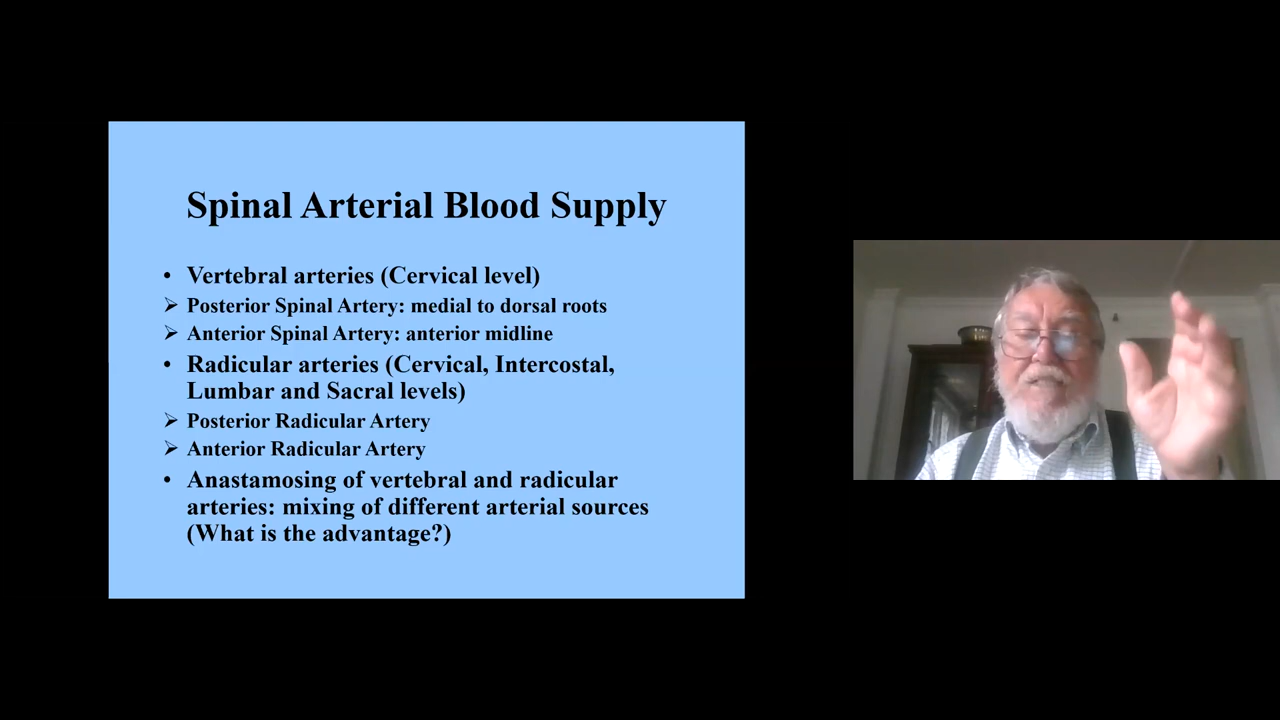 Spinal Arterial Blood Supply
• Vertebral arteries (Cervical level)
➢ Posterior Spinal Artery: medial to dorsal roots
➢ Anterior Spinal Artery: anterior midline
• Radicular arteries (Cervical, Intercostal,
Lumbar and Sacral levels)
➢ Posterior Radicular Artery
➢ Anterior Radicular Artery
• Anastamosing of vertebral and radicular
arteries: mixing of different arterial sources
(What is the advantage?)